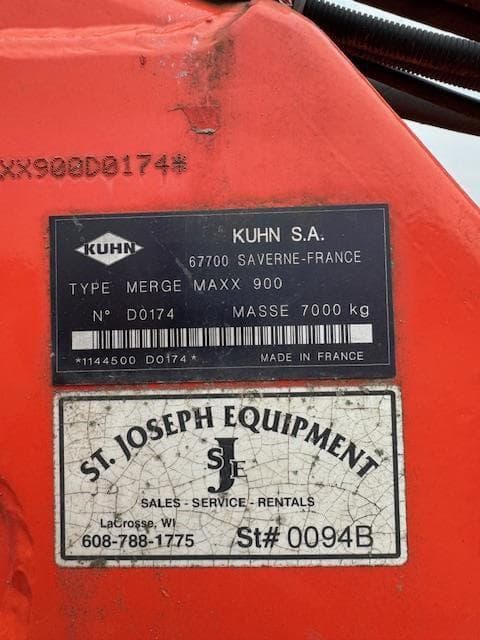 XX900D0174*
KUHN
KUHN S.A.
67700 SAVERNE-FRANCE
TYPE MERGE MAXX 900
N° D0174 MASSE 7000 kg
*1144500 D0174* MADE IN FRANCE
ST. JOSEPH EQUIPMENT
SJE
SALES - SERVICE - RENTALS
LaCrosse, WI
608-788-1775 St# 0094B